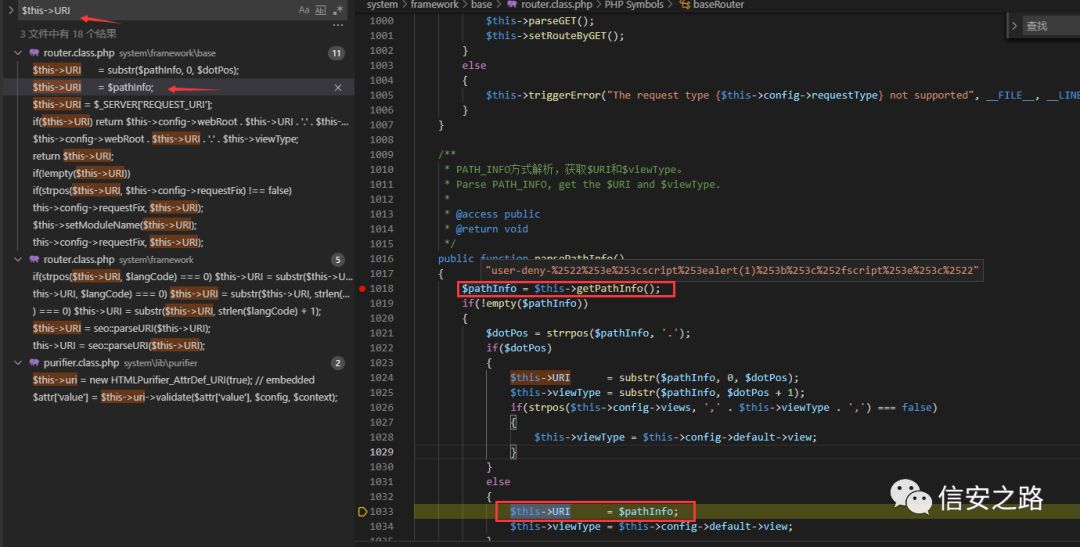 $this->URI
Aa
3 文件中有 18 个结果
router.class.php system\framework\base 11
$this->URI = substr($pathInfo, 0, $dotPos);
$this->URI = $pathInfo;
$this->URI = $_SERVER['REQUEST_URI'];
if($this->URI) return $this->config->webRoot . $this->URI . '.' . $this-...
$this->config->webRoot . $this->URI . '.' . $this->viewType;
return $this->URI;
if(!empty($this->URI))
if(strpos($this->URI, $this->config->requestFix) !== false)
this->config->requestFix, $this->URI);
$this->setModuleName($this->URI);
this->config->requestFix, $this->URI);
router.class.php system\framework 5
if(strpos($this->URI, $langCode) === 0) $this->URI = substr($this->U...
this->URI, $langCode) === 0) $this->URI = substr($this->URI, strlen(...
) === 0) $this->URI = substr($this->URI, strlen($langCode) + 1);
$this->URI = seo::parseURI($this->URI);
this->URI = seo::parseURI($this->URI);
purifier.class.php system\lib\purifier 2
$this->uri = new HTMLPurifier_AttrDef_URI(true); // embedded
$attr['value'] = $this->uri->validate($attr['value'], $config, $context);
system > framework > base > router.class.php > PHP Symbols > baseRouter
查找
1000 $this->parseGET();
1001 $this->setRouteByGET();
1002 }
1003 else
1004 {
1005 $this->triggerError("The request type {$this->config->requestType} not supported", __FILE__, __LINE
1006 }
1007 }
1008
1009 /**
1010 * PATH_INFO方式解析，获取$URI和$viewType。
1011 * Parse PATH_INFO, get the $URI and $viewType.
1012 *
1013 * @access public
1014 * @return void
1015 */
1016 public function parsePathInfo()
"user-deny-%2522%253e%253cscript%253ealert(1)%253b%253c%252fscript%253e%253c%2522"
1017 {
1018 $pathInfo = $this->getPathInfo();
1019 if(!empty($pathInfo))
1020 {
1021 $dotPos = strrpos($pathInfo, '.');
1022 if($dotPos)
1023 {
1024 $this->URI = substr($pathInfo, 0, $dotPos);
1025 $this->viewType = substr($pathInfo, $dotPos + 1);
1026 if(strpos($this->config->views, ',' . $this->viewType . ',') === false)
1027 {
1028 $this->viewType = $this->config->default->view;
1029 }
1030 }
1031 else
1032 {
1033 $this->URI = $pathInfo;
1034 $this->viewType = $this->config->default->view;
1035 }
信安之路